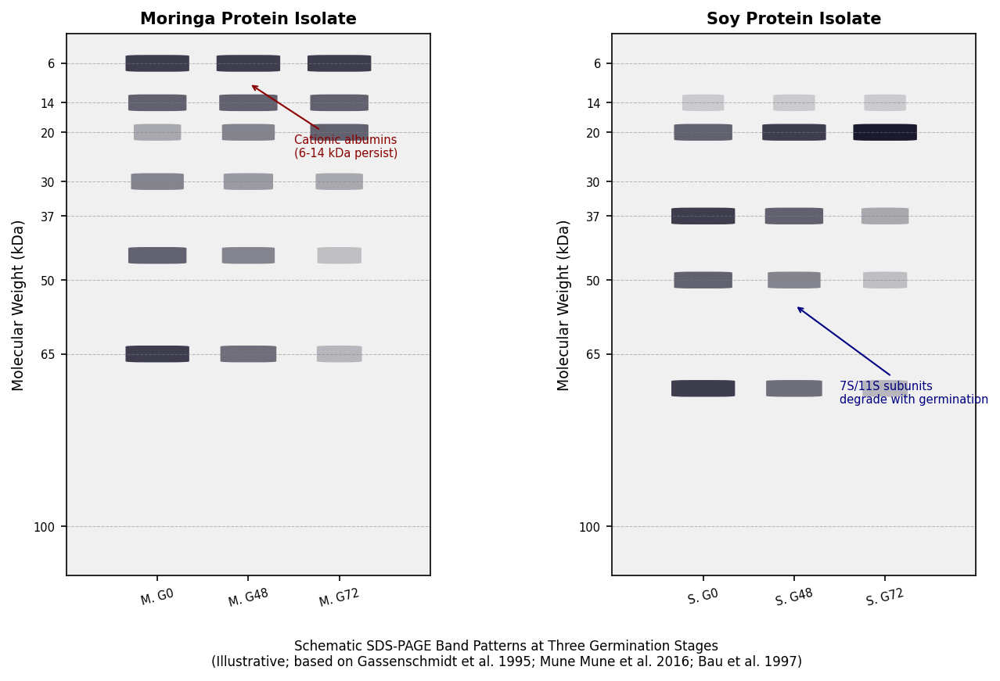 Moringa Protein Isolate
Molecular Weight (kDa)
6
14
20
30
37
50
65
100
Cationic albumins
(6-14 kDa persist)
M. G0
M. G48
M. G72
Soy Protein Isolate
Molecular Weight (kDa)
6
14
20
30
37
50
65
100
7S/11S subunits
degrade with germination
S. G0
S. G48
S. G72
Schematic SDS-PAGE Band Patterns at Three Germination Stages
(Illustrative; based on Gassenschmidt et al. 1995; Mune Mune et al. 2016; Bau et al. 1997)